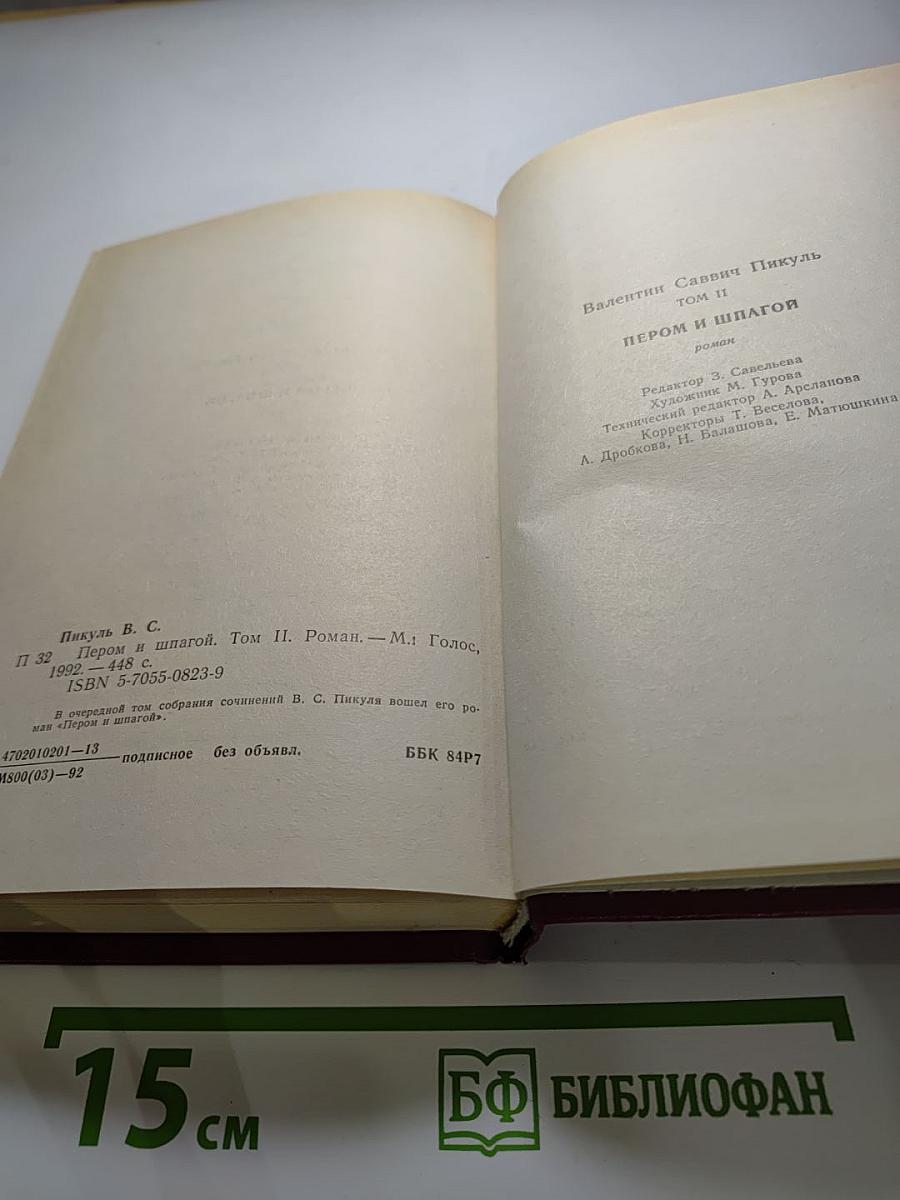 Пикуль В. С.
П 32 Пером и шпагой. Том II. Роман. — М.: Голос,
1992. — 448 с.
ISBN 5-7055-0823-9
В очередной том собрания сочинений В. С. Пикуля вошел его ро-
ман «Пером и шпагой».
4702010201—13
И800(03)—92
подписное без объявл.
ББК 84Р7
Валентин Саввич Пикуль
ТОМ II
ПЕРОМ И ШПАГОЙ
роман
Редактор З. Савельева
Художник М. Гурова
Технический редактор А. Арсланова
Корректоры Т. Веселова,
Л. Дробкова, Н. Балашова, Е. Матюшкина
15 см
БФ БИБЛИОФАН